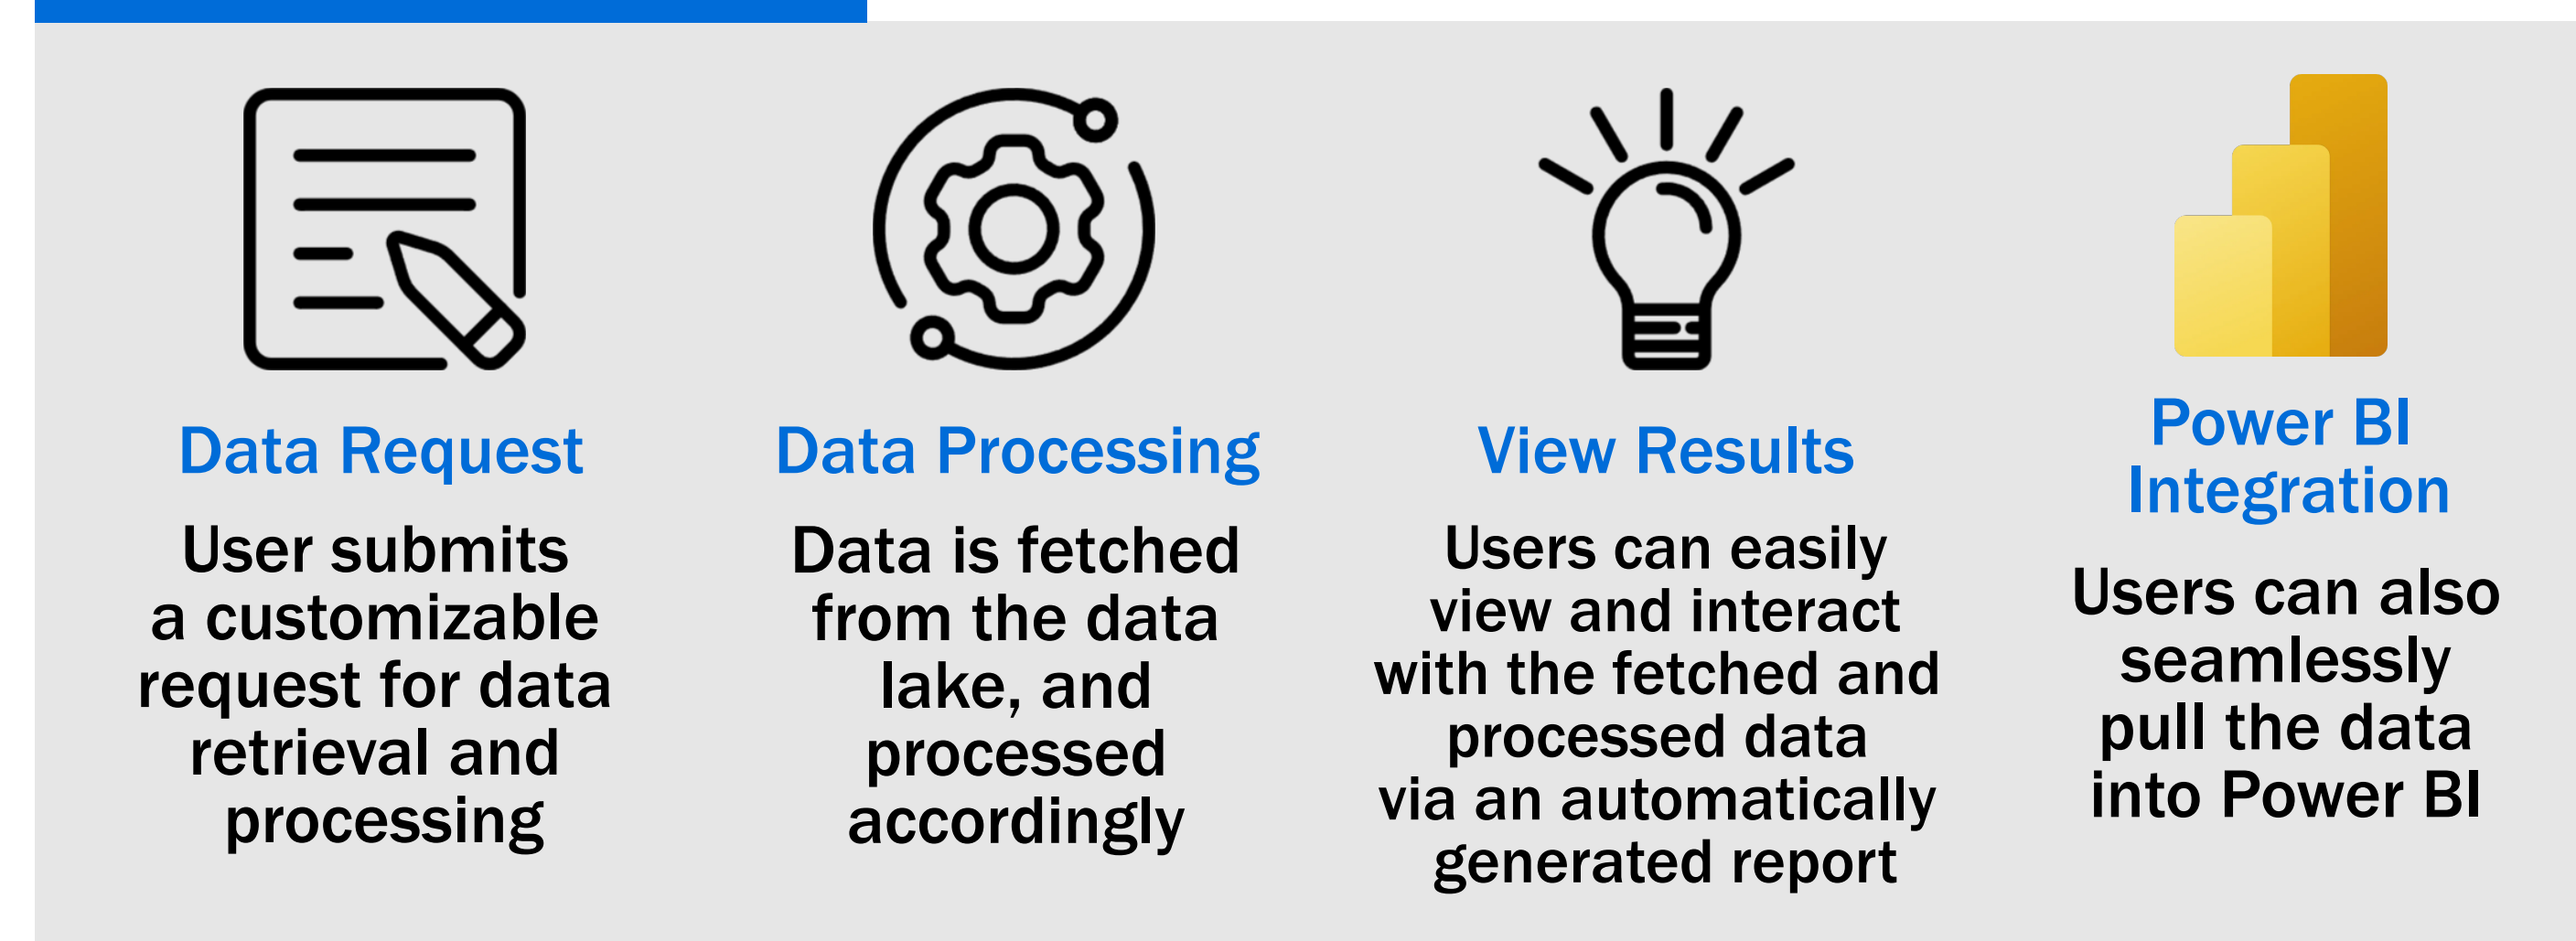 Data Request
User submits
a customizable
request for data
retrieval and
processing
Data Processing
Data is fetched
from the data
lake, and
processed
accordingly
View Results
Users can easily
view and interact
with the fetched and
processed data
via an automatically
generated report
Power BI
Integration
Users can also
seamlessly
pull the data
into Power BI